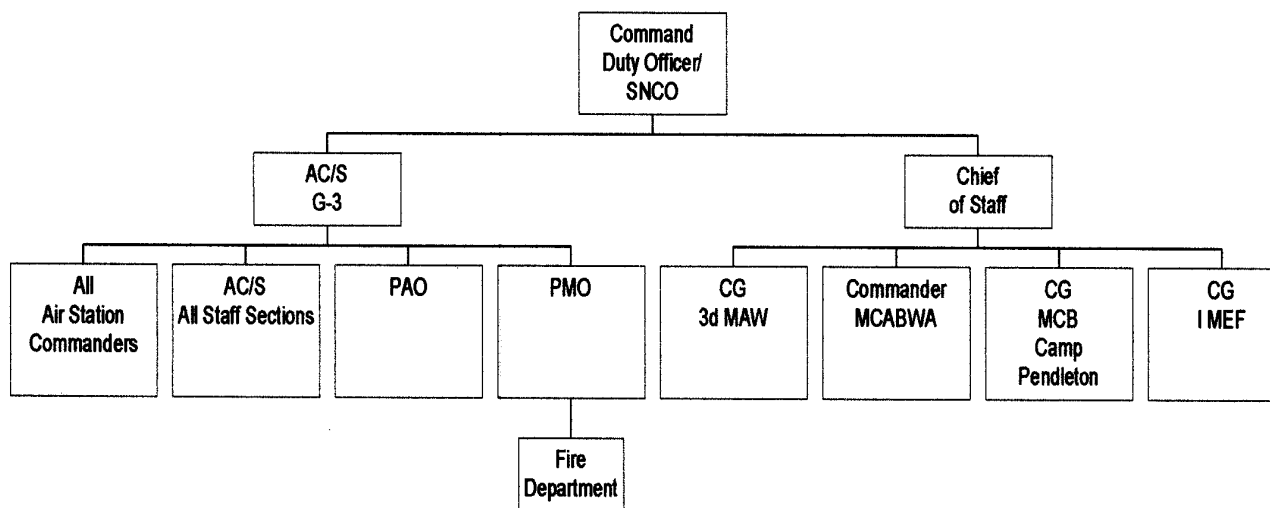 Command
Duty Officer/
SNCO
AC/S
G-3
Chief
of Staff
All
Air Station
Commanders
AC/S
All Staff Sections
PAO
PMO
CG
3d MAW
Commander
MCABWA
CG
MCB
Camp
Pendleton
CG
I MEF
Fire
Department